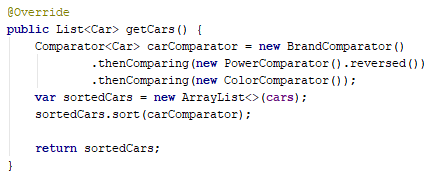 @Override
public List<Car> getCars() {
    Comparator<Car> carComparator = new BrandComparator()
            .thenComparing(new PowerComparator().reversed())
            .thenComparing(new ColorComparator());
    var sortedCars = new ArrayList<>(cars);
    sortedCars.sort(carComparator);

    return sortedCars;
}